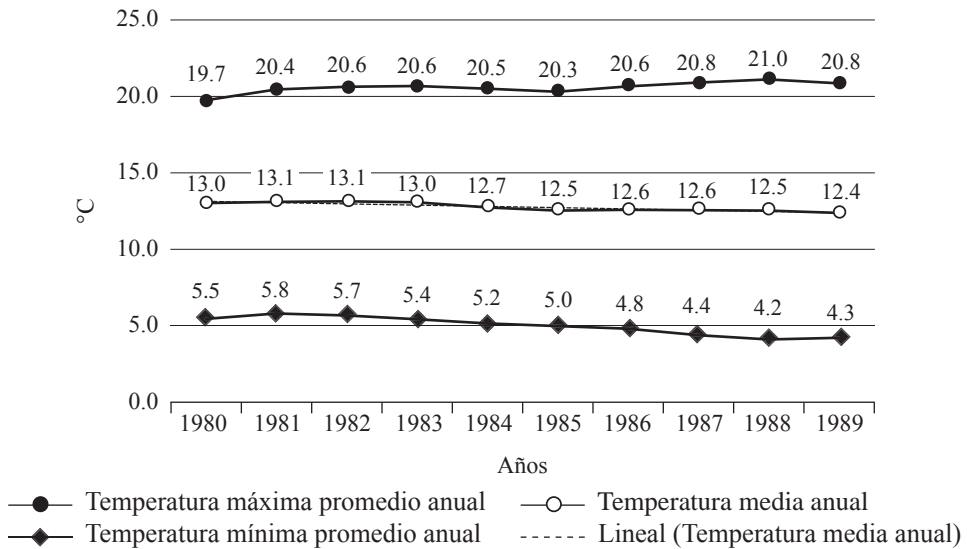 25.0
19.7 20.4 20.6 20.6 20.5 20.3 20.6 20.8 21.0 20.8
20.0
15.0
13.0 13.1 13.1 13.0 12.7 12.5 12.6 12.6 12.5 12.4
°C
10.0
5.5 5.8 5.7 5.4 5.2 5.0 4.8 4.4 4.2 4.3
5.0
0.0
1980 1981 1982 1983 1984 1985 1986 1987 1988 1989
Años
Temperatura máxima promedio anual Temperatura media anual
Temperatura mínima promedio anual Lineal (Temperatura media anual)